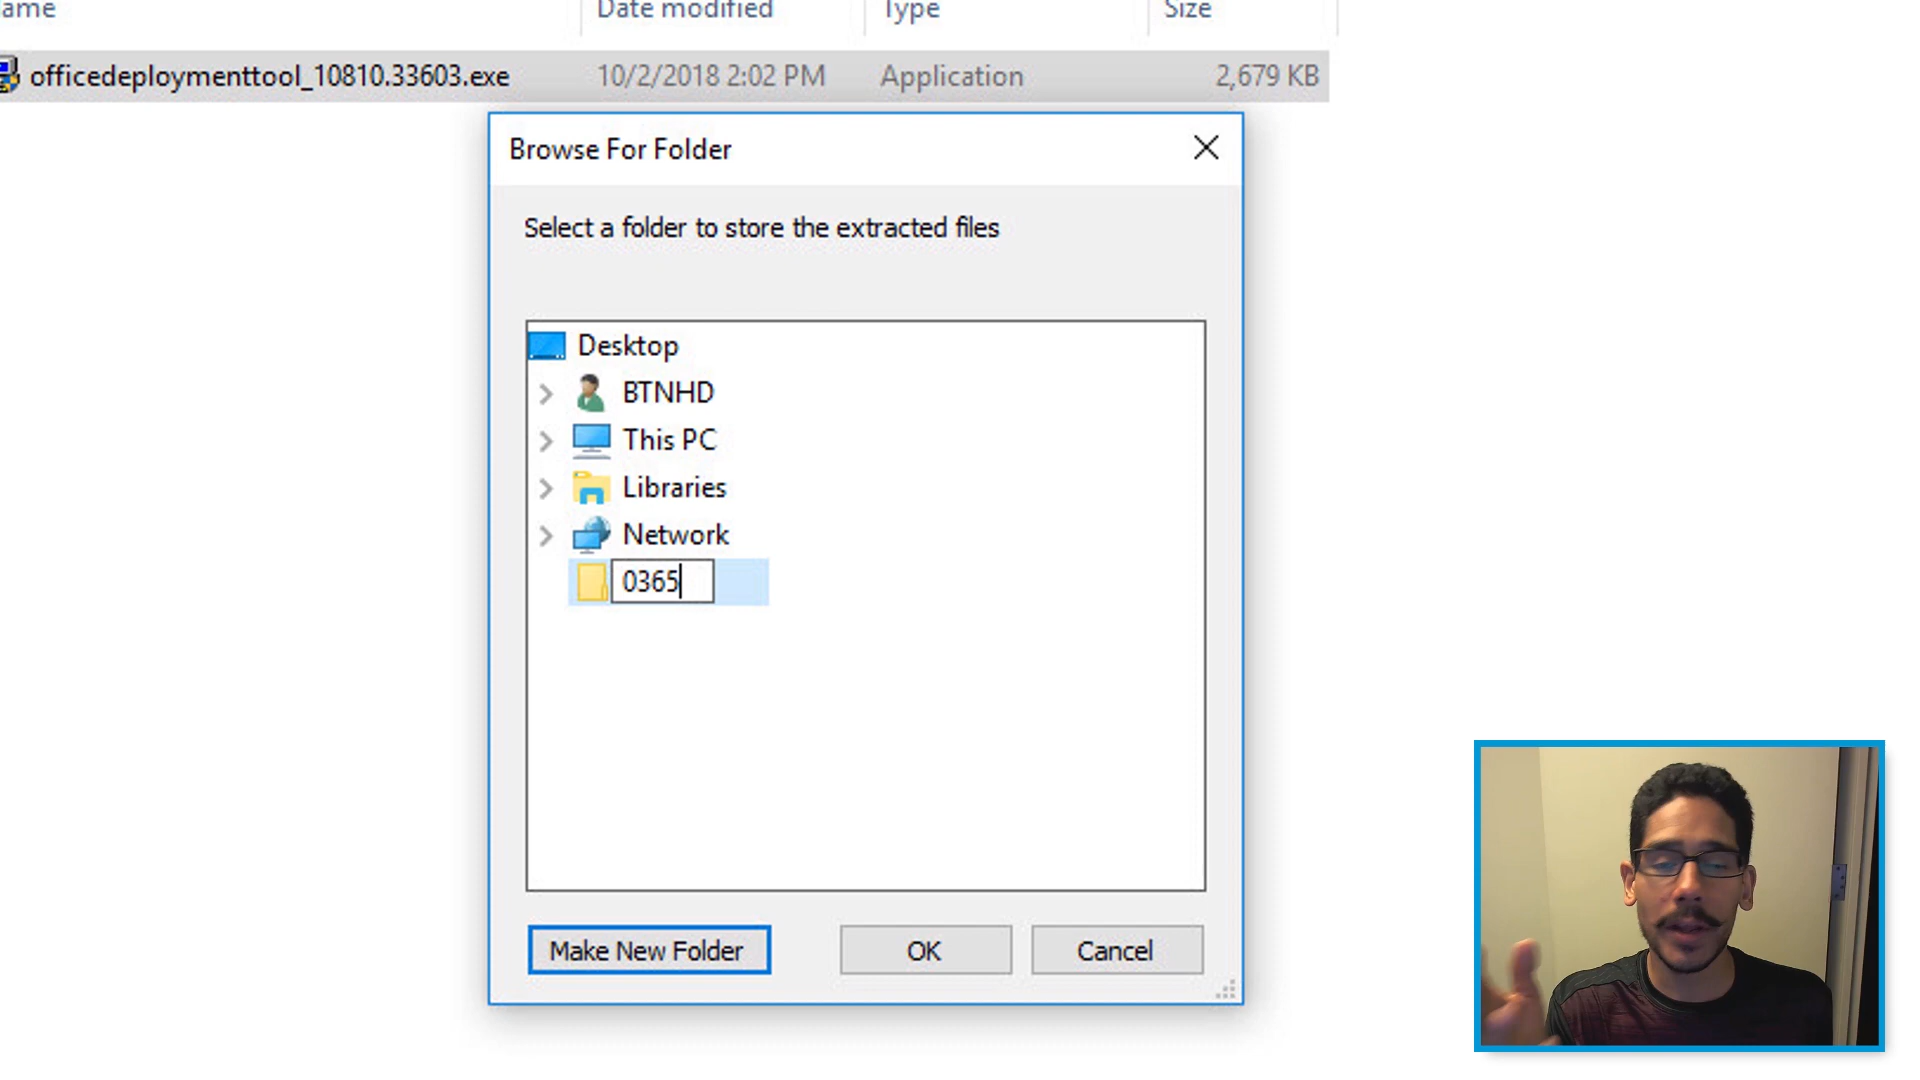 ame Date modified Type Size
officedeploymenttool_10810.33603.exe 10/2/2018 2:02 PM Application 2,679 KB
Browse For Folder
Select a folder to store the extracted files
Desktop
BTNHD
This PC
Libraries
Network
0365
Make New Folder OK Cancel